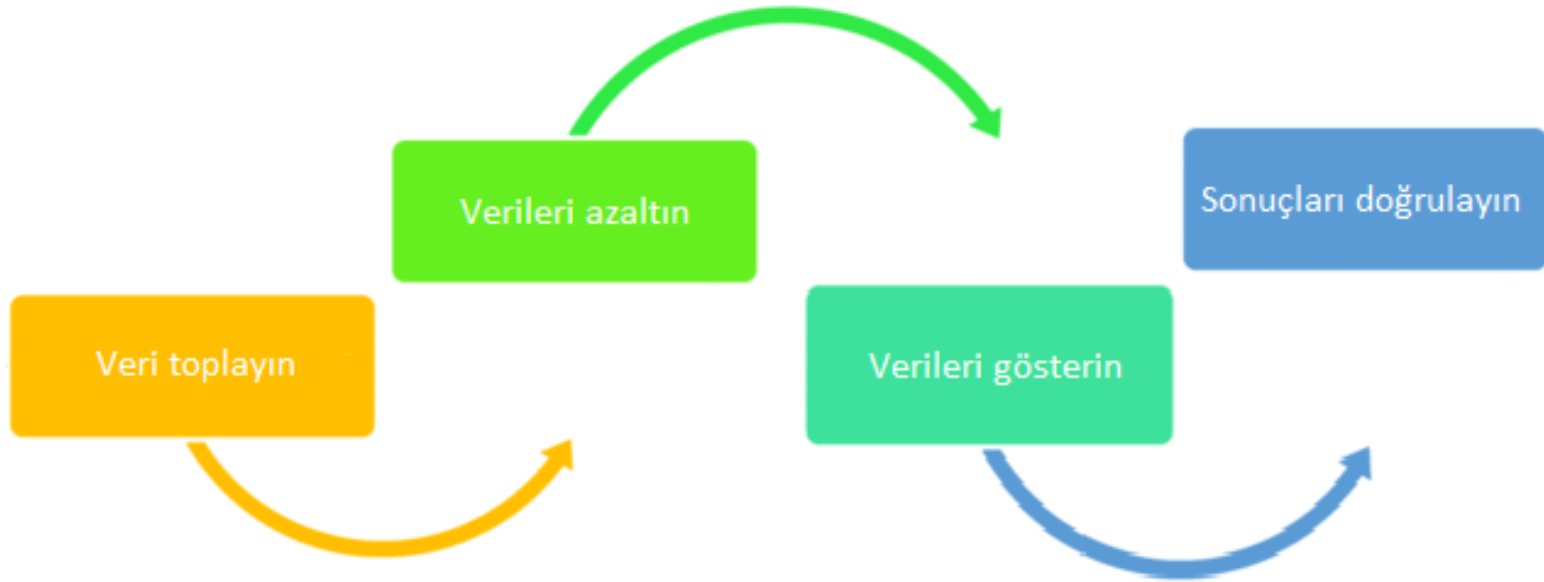 Veri toplayın
Verileri azaltın
Verileri gösterin
Sonuçları doğrulayın